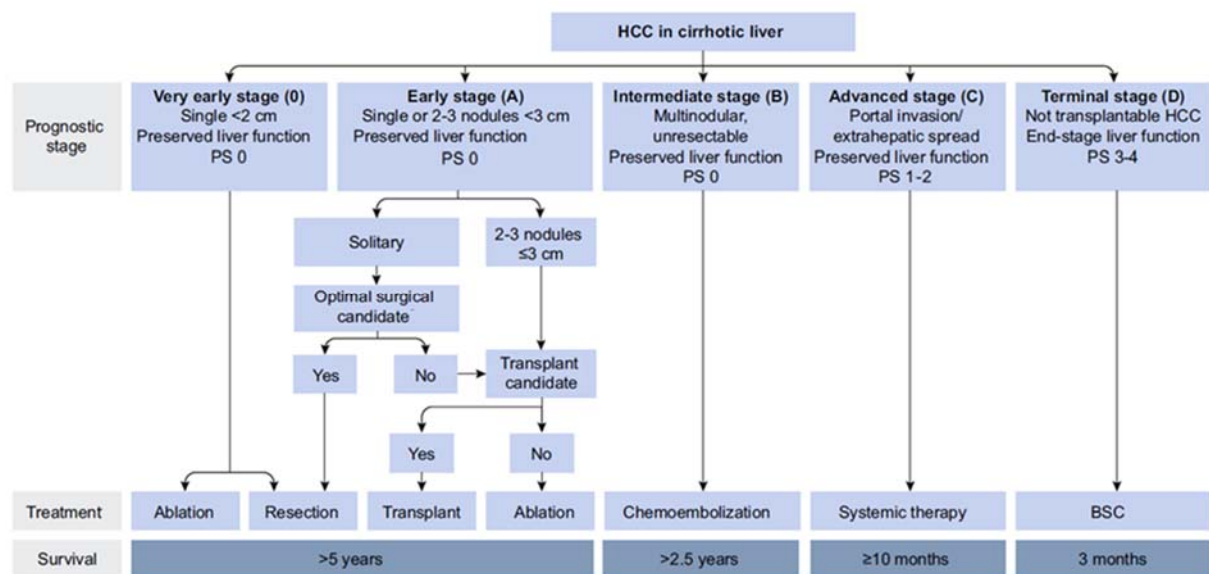 HCC in cirrhotic liver
Prognostic
stage
Very early stage (0)
Single <2 cm
Preserved liver function
PS 0
Early stage (A)
Single or 2-3 nodules <3 cm
Preserved liver function
PS 0
Intermediate stage (B)
Multinodular,
unresectable
Preserved liver function
PS 0
Advanced stage (C)
Portal invasion/
extrahepatic spread
Preserved liver function
PS 1-2
Terminal stage (D)
Not transplantable HCC
End-stage liver function
PS 3-4
Solitary
2-3 nodules
≤3 cm
Optimal surgical
candidate
Yes
No
Transplant
candidate
Yes
No
Treatment
Ablation
Resection
Transplant
Ablation
Chemoembolization
Systemic therapy
BSC
Survival
>5 years
>2.5 years
≥10 months
3 months